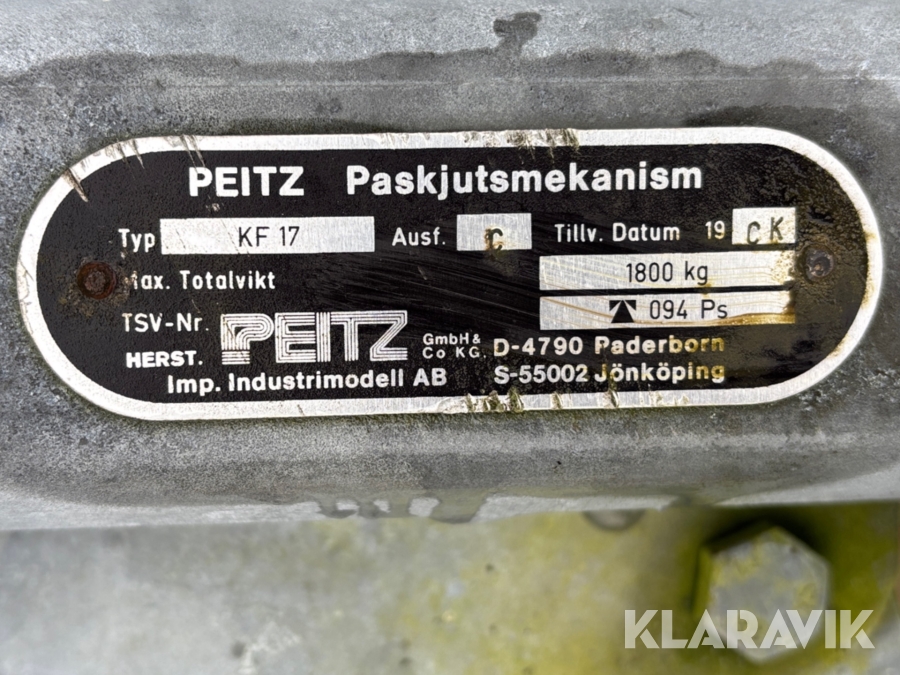 PEITZ Paskjutsmekanism
Typ KF 17 Ausf. C Tillv. Datum 19 CK
Max. Totalvikt 1800 kg
TSV-Nr. 094 Ps
HERST. PEITZ GmbH & Co KG. D-4790 Paderborn
Imp. Industrimodell AB S-55002 Jönköping
KLARAVIK